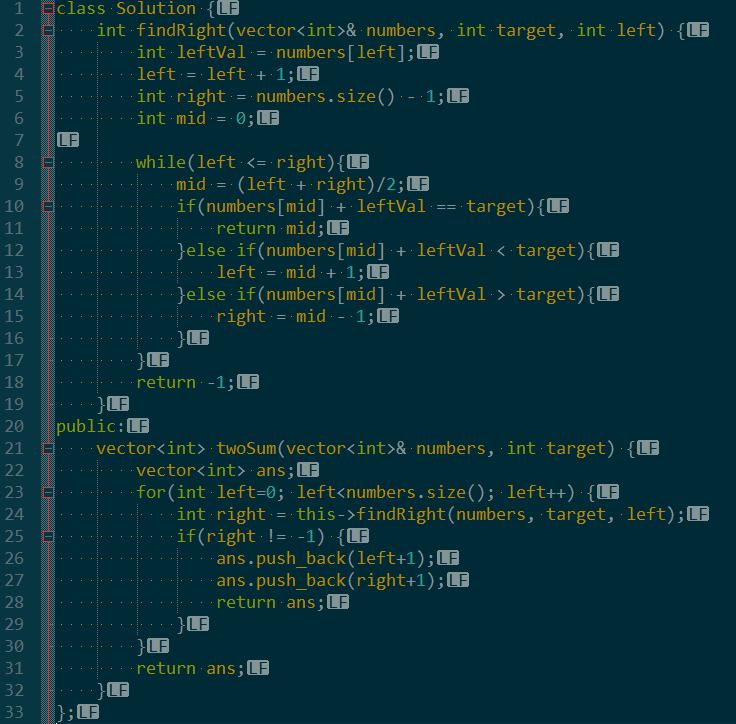 1 class Solution {LF
2     int findRight(vector<int>& numbers, int target, int left) {LF
3         int leftVal = numbers[left];LF
4         left = left + 1;LF
5         int right = numbers.size() - 1;LF
6         int mid = 0;LF
7 LF
8         while(left <= right){LF
9             mid = (left + right)/2;LF
10             if(numbers[mid] + leftVal == target){LF
11                 return mid;LF
12             }else if(numbers[mid] + leftVal < target){LF
13                 left = mid + 1;LF
14             }else if(numbers[mid] + leftVal > target){LF
15                 right = mid - 1;LF
16             }LF
17         }LF
18         return -1;LF
19     }LF
20 public:LF
21     vector<int> twoSum(vector<int>& numbers, int target) {LF
22         vector<int> ans;LF
23         for(int left=0; left<numbers.size(); left++) {LF
24             int right = this->findRight(numbers, target, left);LF
25             if(right != -1) {LF
26                 ans.push_back(left+1);LF
27                 ans.push_back(right+1);LF
28                 return ans;LF
29             }LF
30         }LF
31         return ans;LF
32     }LF
33 };LF